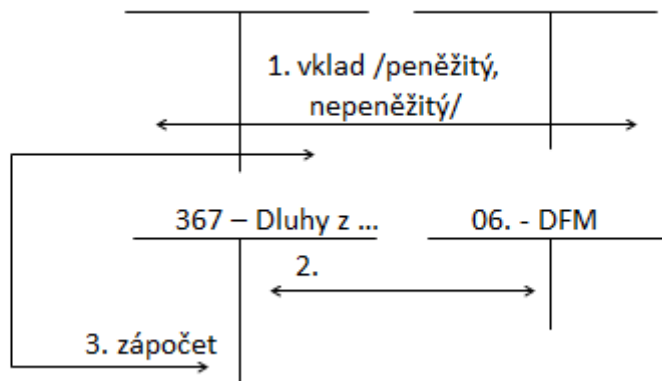 1. vklad /peněžitý,
nepeněžitý/
367 – Dluhy z ...
06. - DFM
2.
3. zápočet